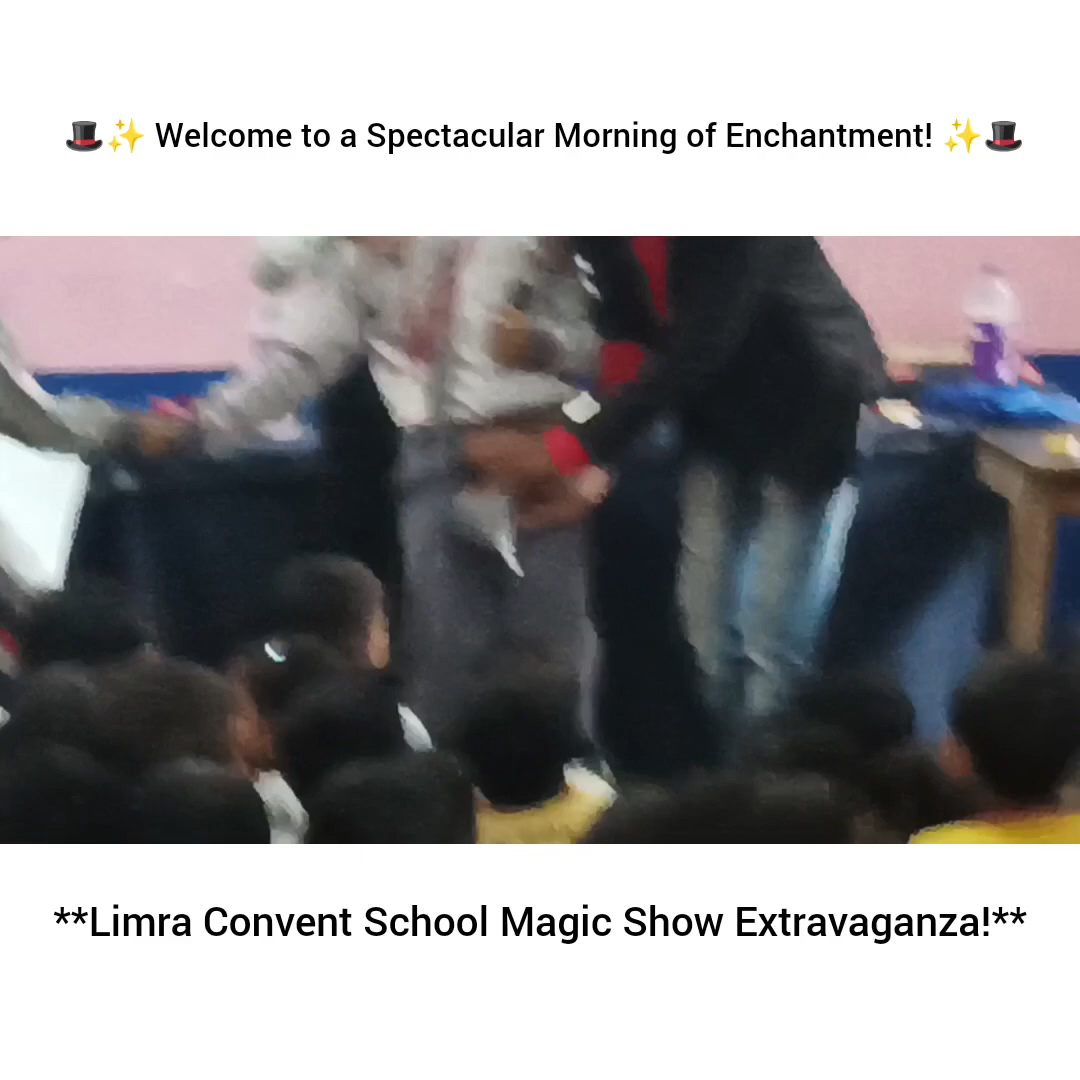 🎩✨ Welcome to a Spectacular Morning of Enchantment! ✨🎩
**Limra Convent School Magic Show Extravaganza!**